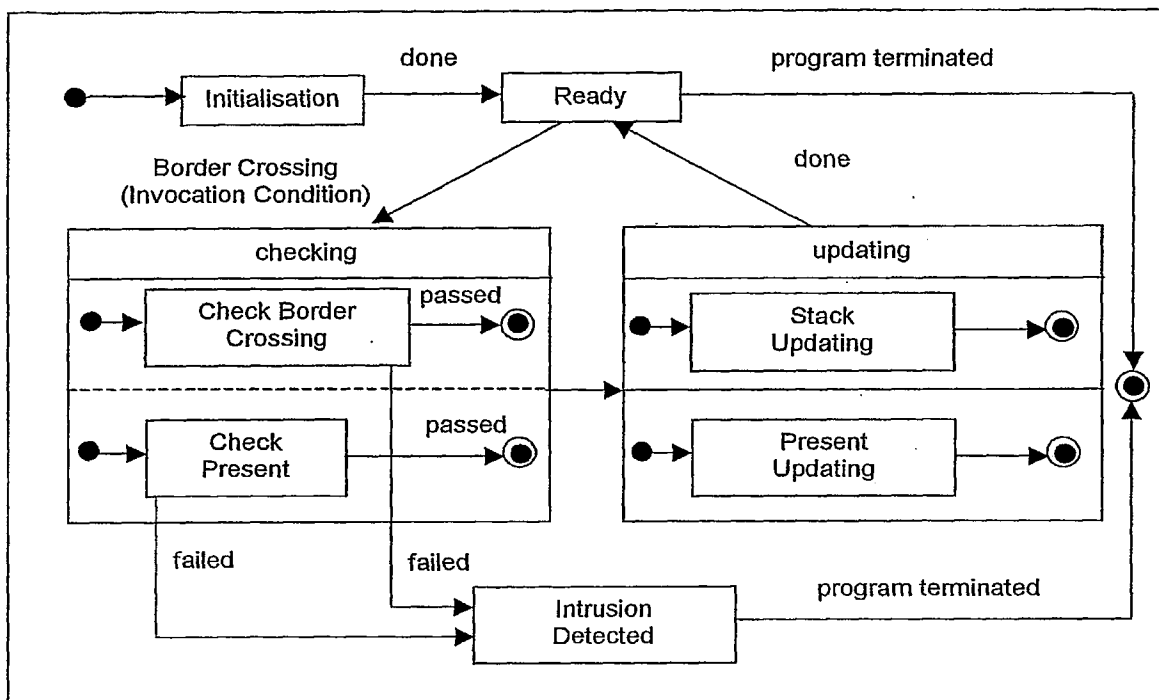 done
program terminated
Initialisation
Ready
Border Crossing
(Invocation Condition)
done
checking
updating
Check Border
Crossing
passed
Stack
Updating
Check
Present
passed
Present
Updating
failed
failed
Intrusion
Detected
program terminated